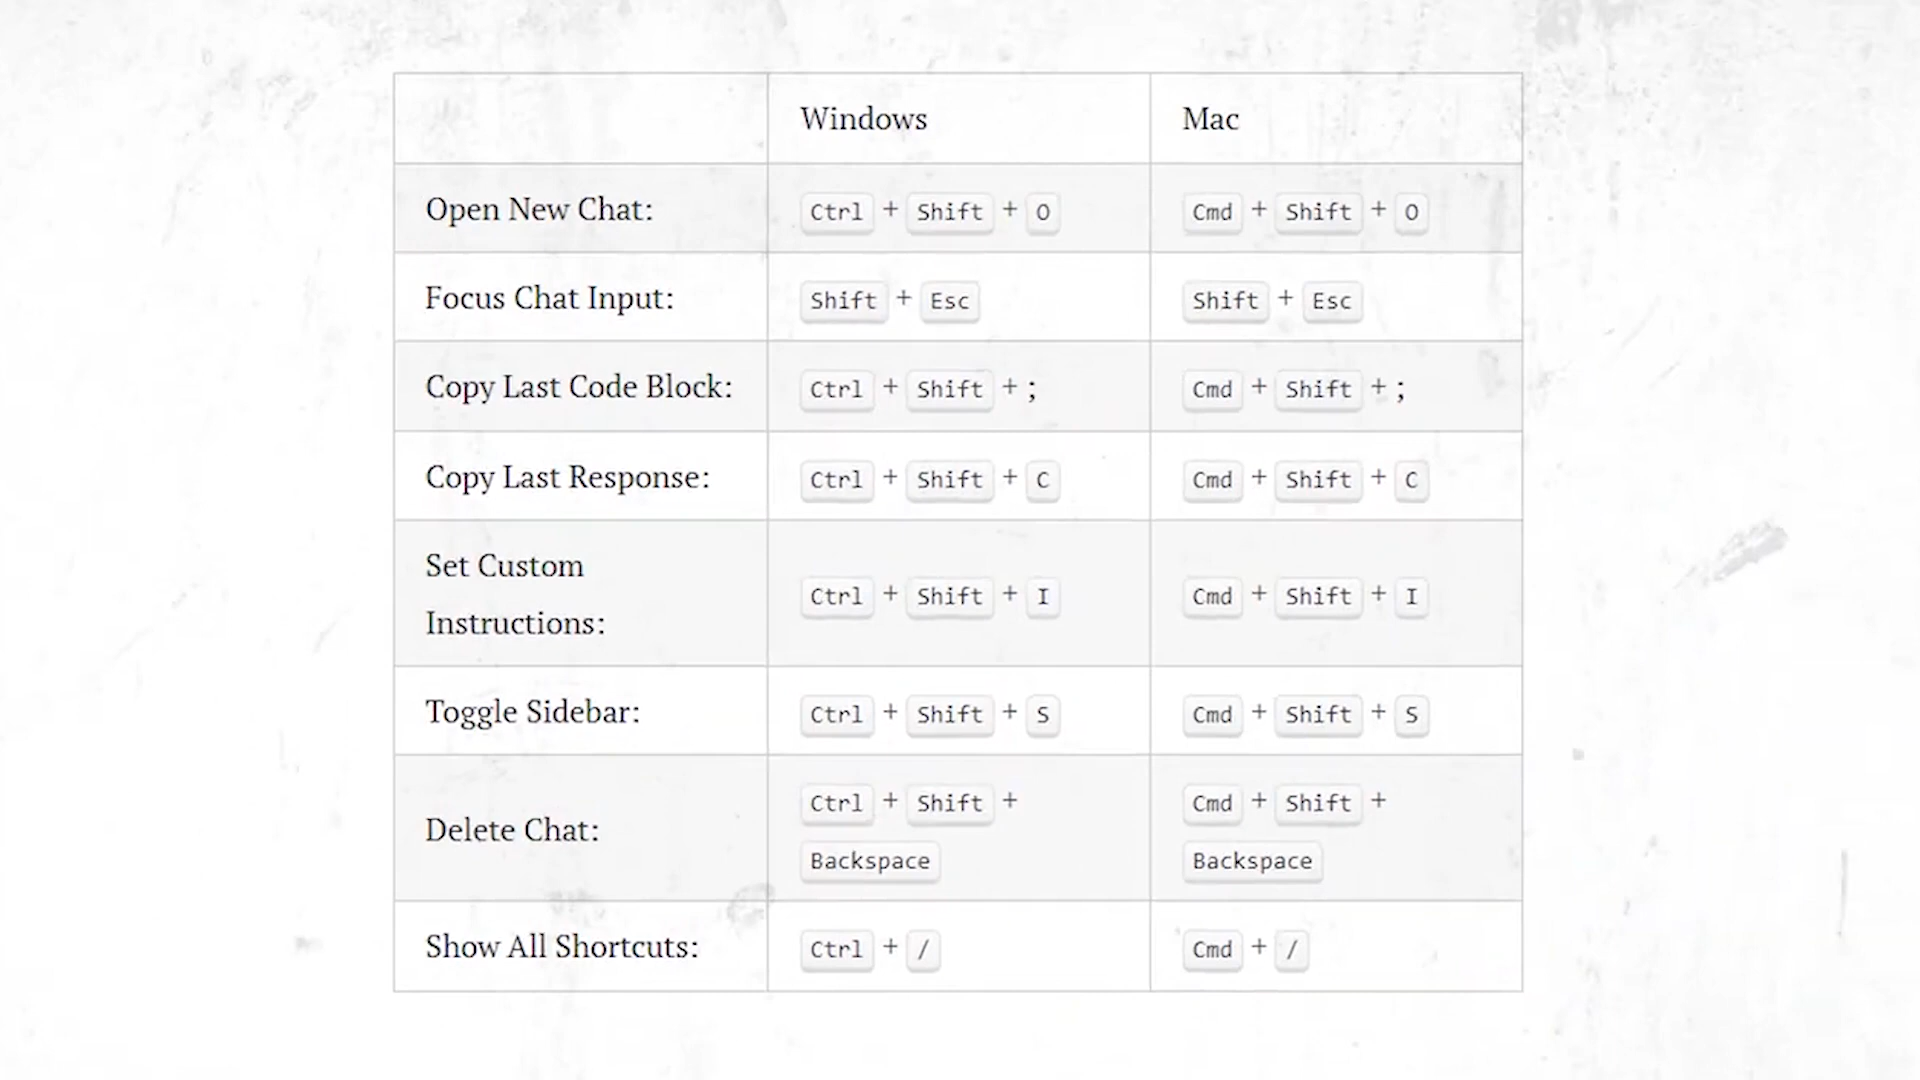 Windows Mac
Open New Chat: Ctrl + Shift + O Cmd + Shift + O
Focus Chat Input: Shift + Esc Shift + Esc
Copy Last Code Block: Ctrl + Shift + ; Cmd + Shift + ;
Copy Last Response: Ctrl + Shift + C Cmd + Shift + C
Set Custom
Instructions: Ctrl + Shift + I Cmd + Shift + I
Toggle Sidebar: Ctrl + Shift + S Cmd + Shift + S
Delete Chat: Ctrl + Shift + Cmd + Shift +
Backspace Backspace
Show All Shortcuts: Ctrl + / Cmd + /